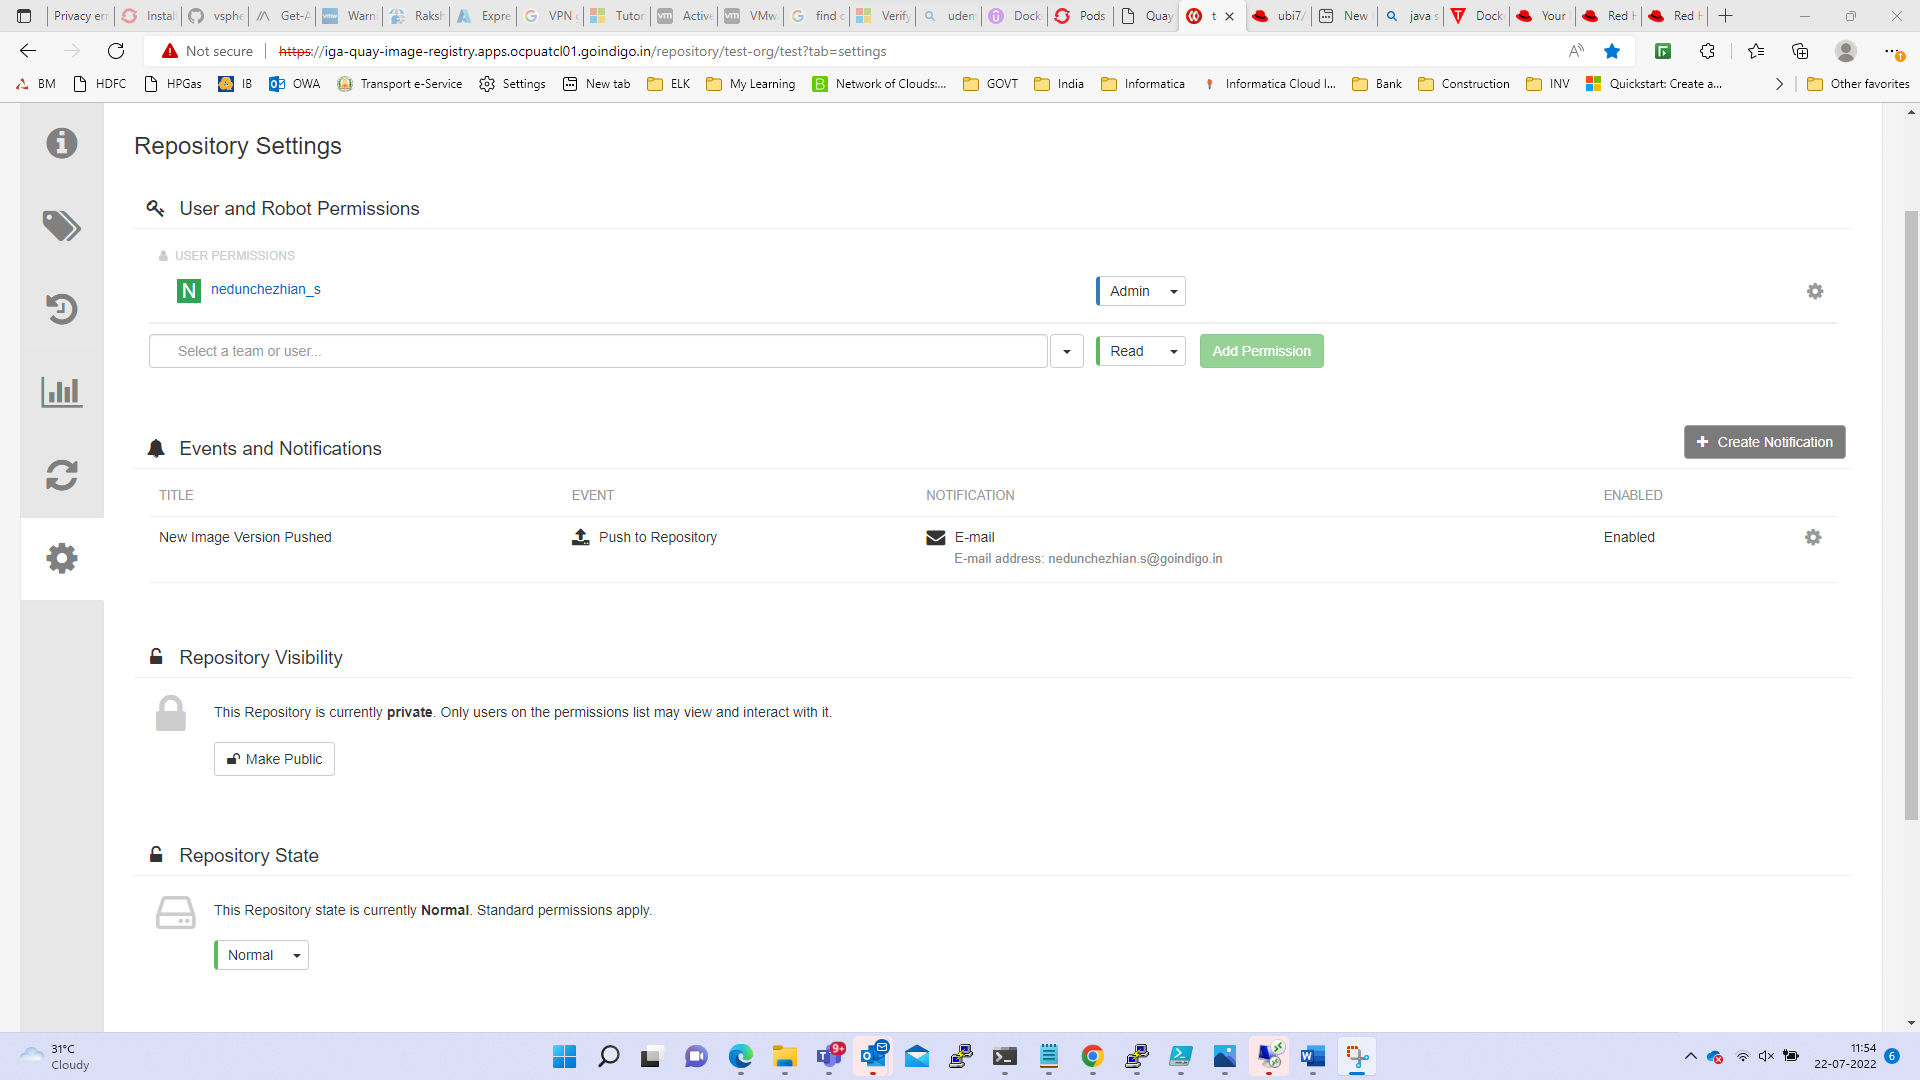 Privacy err
Instal
vsphe
Get-A
Warn
Raksh
Expre
VPN g
Tutor
Active
VMwa
find c
Verify
uden
Docke
Pods
Quay
t
ubi7/
New
java s
Dock
Your
Red H
Red H
Not secure
https://iga-quay-image-registry.apps.ocpuatcl01.goindigo.in/repository/test-org/test?tab=settings
BM HDFC HPGas IB OWA Transport e-Service Settings New tab ELK My Learning Network of Clouds:... GOVT India Informatica Informatica Cloud I... Bank Construction INV Quickstart: Create a... Other favorites
Repository Settings
User and Robot Permissions
USER PERMISSIONS
N nedunchezhian_s Admin
Select a team or user... Read Add Permission
Events and Notifications Create Notification
TITLE EVENT NOTIFICATION ENABLED
New Image Version Pushed Push to Repository E-mail Enabled
E-mail address: nedunchezhian.s@goindigo.in
Repository Visibility
This Repository is currently private. Only users on the permissions list may view and interact with it.
Make Public
Repository State
This Repository state is currently Normal. Standard permissions apply.
Normal
31°C
Cloudy
9+
11:54
22-07-2022
6